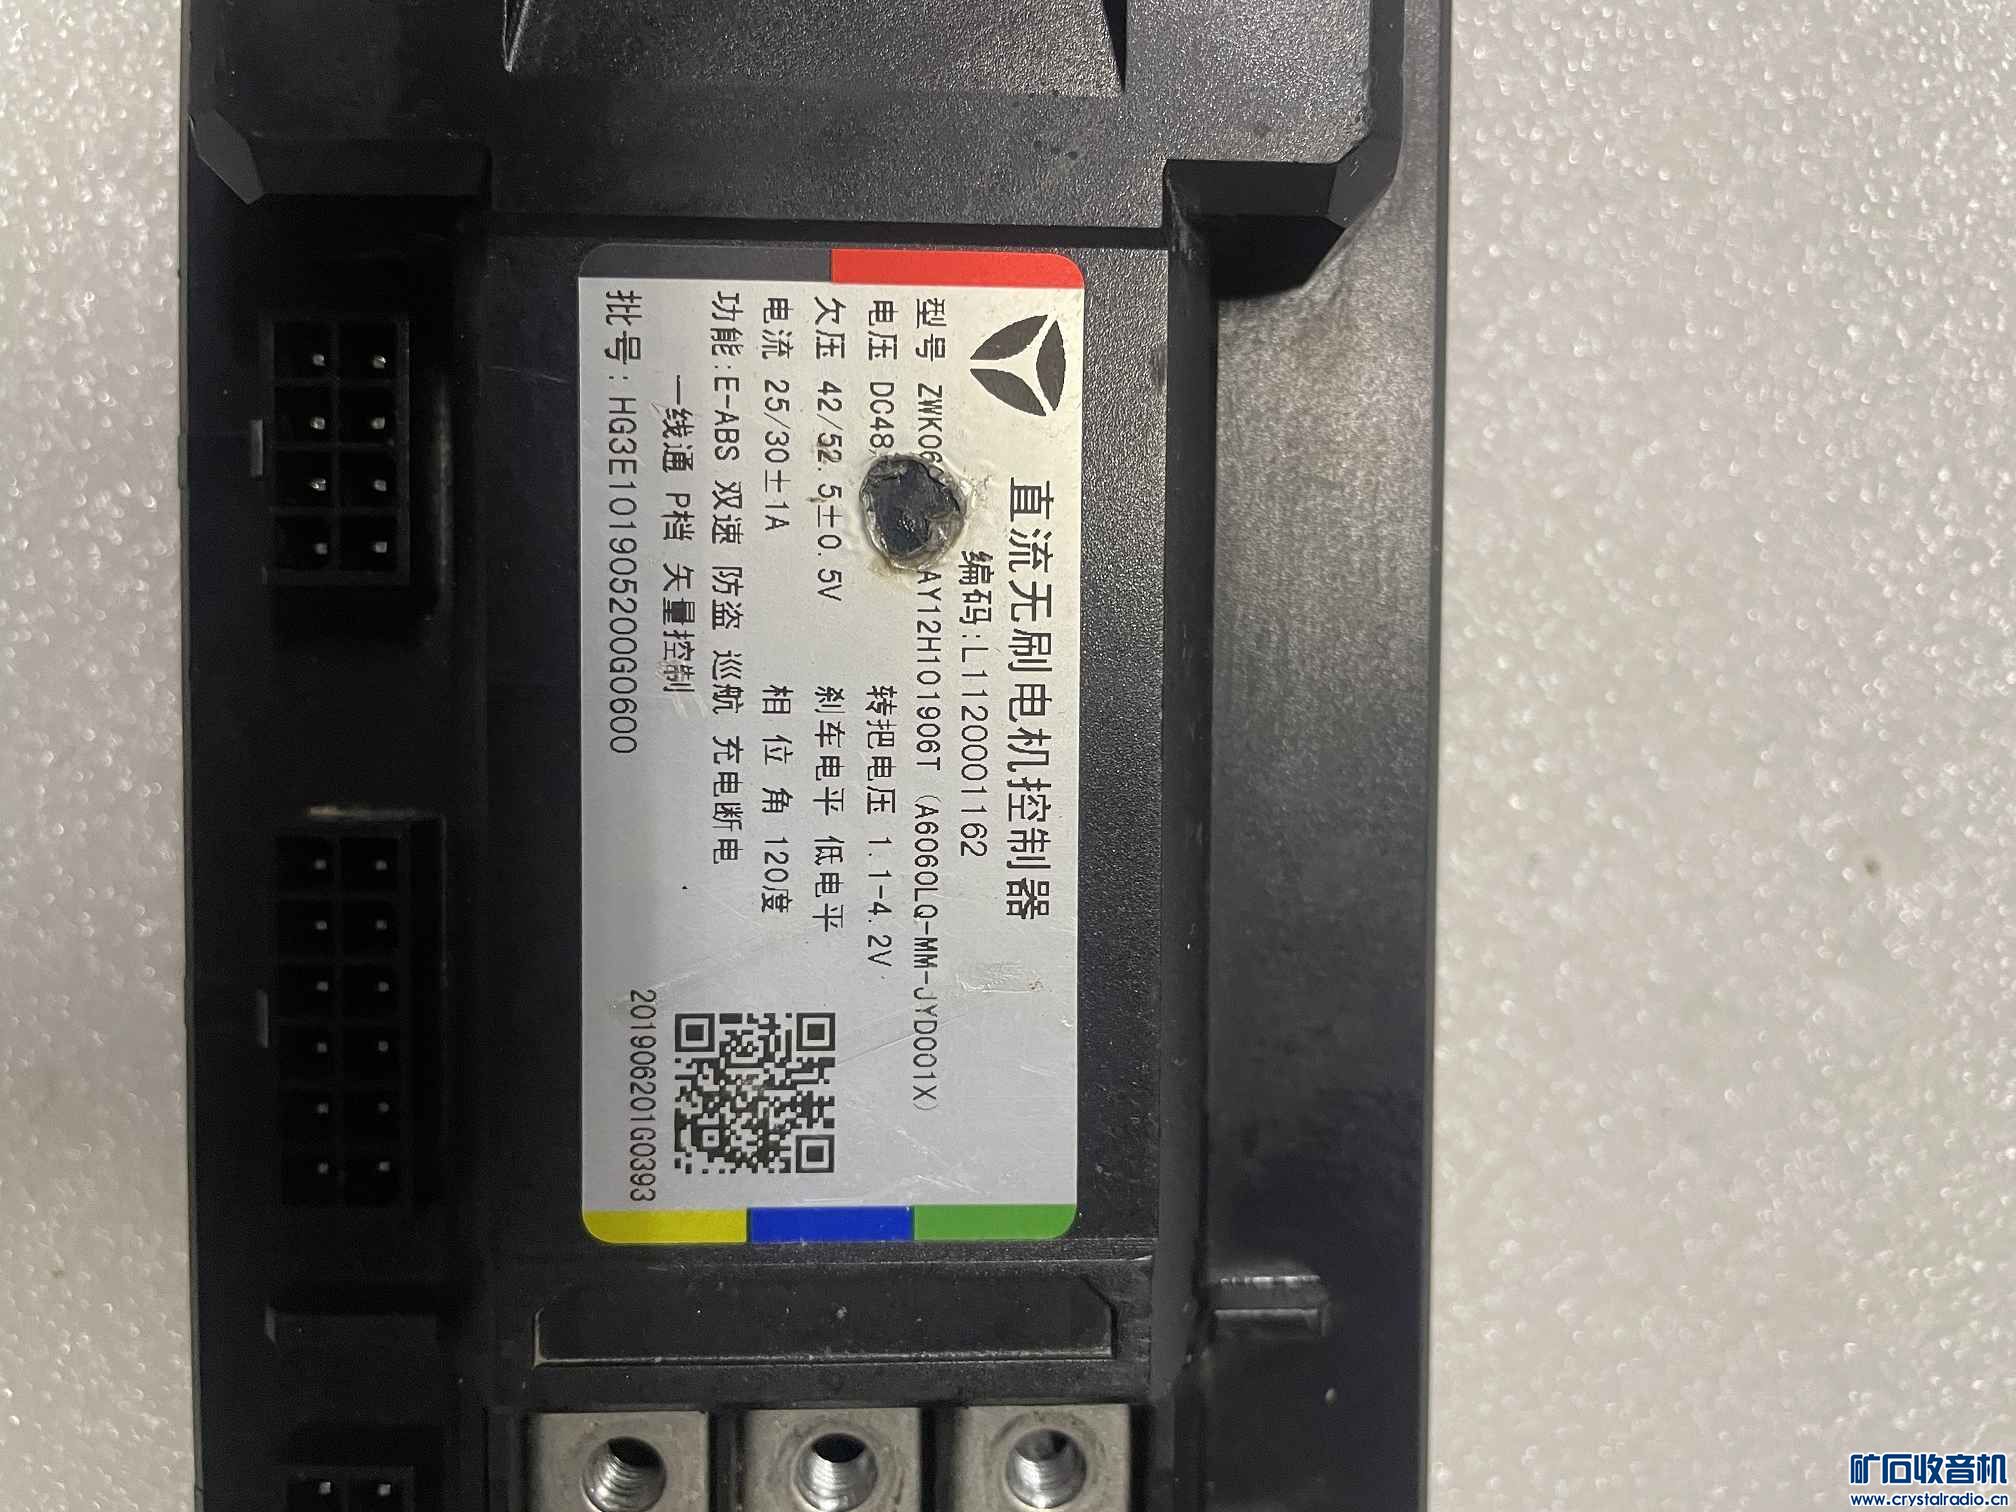 直流无刷电机控制器
编码:L1120001162
型号 ZWK06 AY12H101906T (A6060LQ-MM-JYD001X)
电压 DC48, 转把电压 1.1-4.2V
欠压 42/52.5±0.5V 刹车电平 低电平
电流 25/30±1A 相 位 角 120度
功能:E-ABS 双速 防盗 巡航 充电断电
一线通 P档 矢量控制
批号:HG3E101905200G0600
201906201G0393
矿石收音机
www.crystalradio.cn